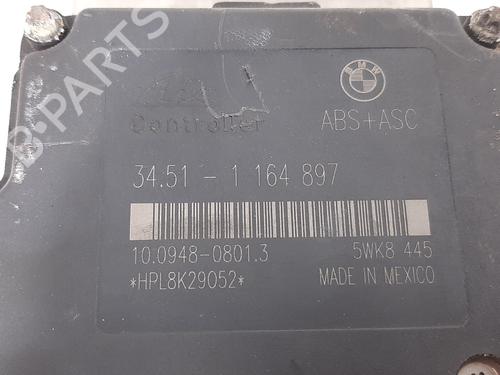 B-PARTS
BMW
Controller
ABS+ASC
34.51 - 1 164 897
10.0948-0801.3
5WK8 445
*HPL8K29052*
MADE IN MEXICO